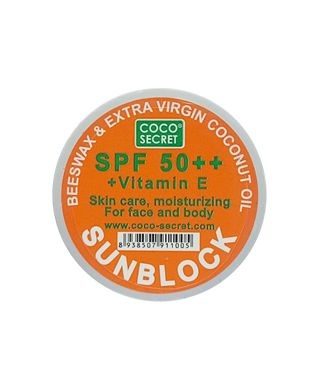 BEESWAX & EXTRA VIRGIN COCONUT OIL
COCO®
SECRET
SPF 50++
+Vitamin E
Skin care, moisturizing
For face and body
www.coco-secret.com
8 938507 911005
SUNBLOCK